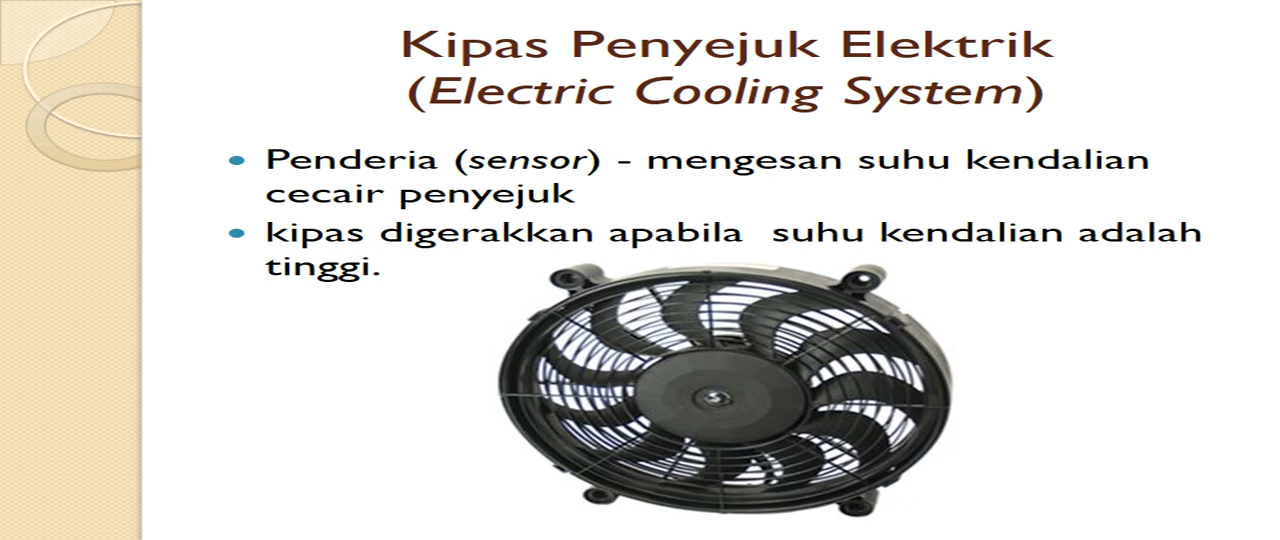 Kipas Penyejuk Elektrik
(Electric Cooling System)
• Penderia (sensor) - mengesan suhu kendalian
cecair penyejuk
• kipas digerakkan apabila suhu kendalian adalah
tinggi.